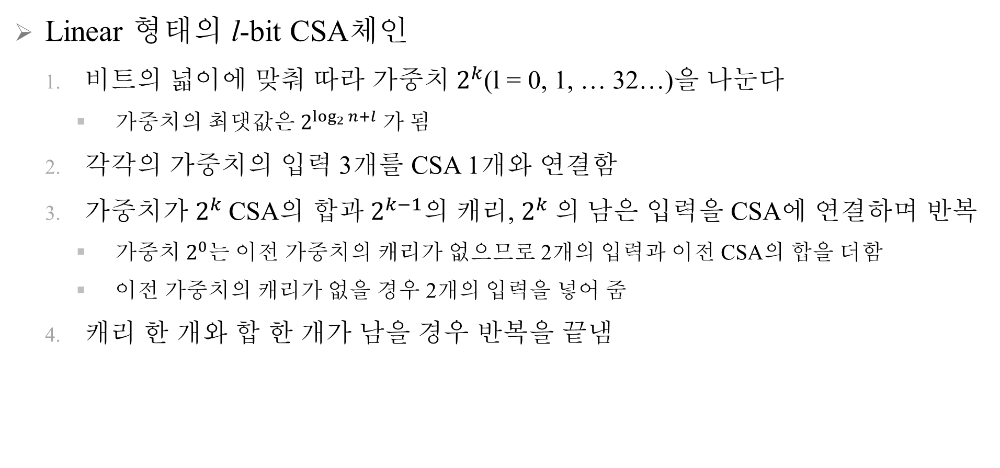 ➢ Linear 형태의 l-bit CSA체인
1. 비트의 넓이에 맞춰 따라 가중치 2^k(l = 0, 1, … 32…)을 나눈다
▪ 가중치의 최댓값은 2^{log₂ n+l} 가 됨
2. 각각의 가중치의 입력 3개를 CSA 1개와 연결함
3. 가중치가 2^k CSA의 합과 2^{k−1}의 캐리, 2^k 의 남은 입력을 CSA에 연결하며 반복
▪ 가중치 2^0는 이전 가중치의 캐리가 없으므로 2개의 입력과 이전 CSA의 합을 더함
▪ 이전 가중치의 캐리가 없을 경우 2개의 입력을 넣어 줌
4. 캐리 한 개와 합 한 개가 남을 경우 반복을 끝냄